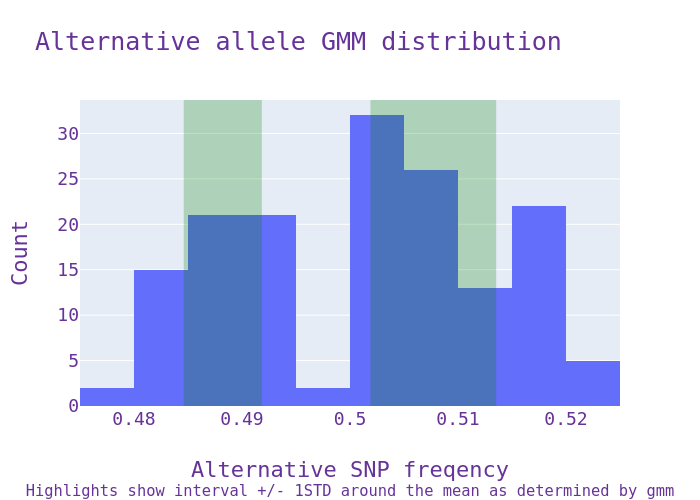 Alternative allele GMM distribution
30
25
20
15
10
5
0
Count
0.48 0.49 0.5 0.51 0.52
Alternative SNP freqency
Highlights show interval +/- 1STD around the mean as determined by gmm